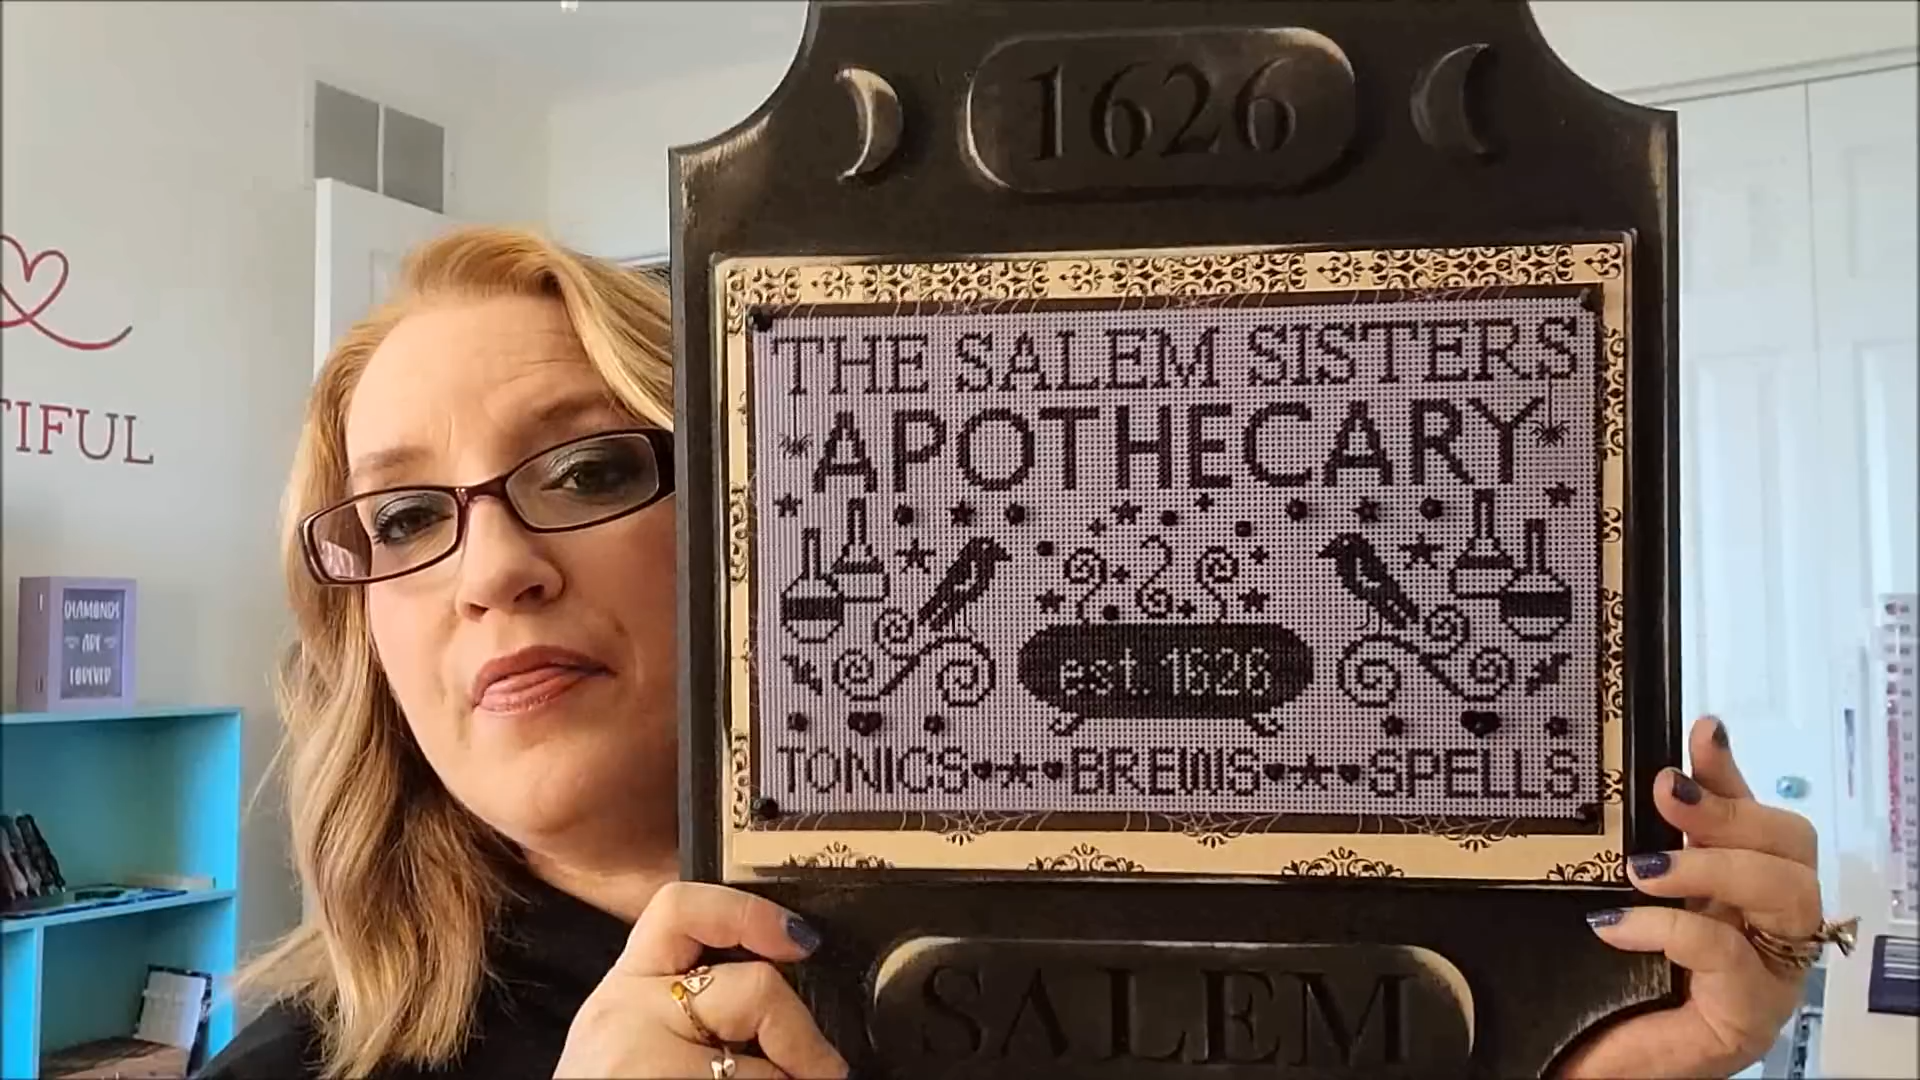 1626
THE SALEM SISTERS
APOTHECARY
est. 1626
TONICS BREWS SPELLS
SALEM
TIFUL
DIAMONDS
ARE
FOREVER